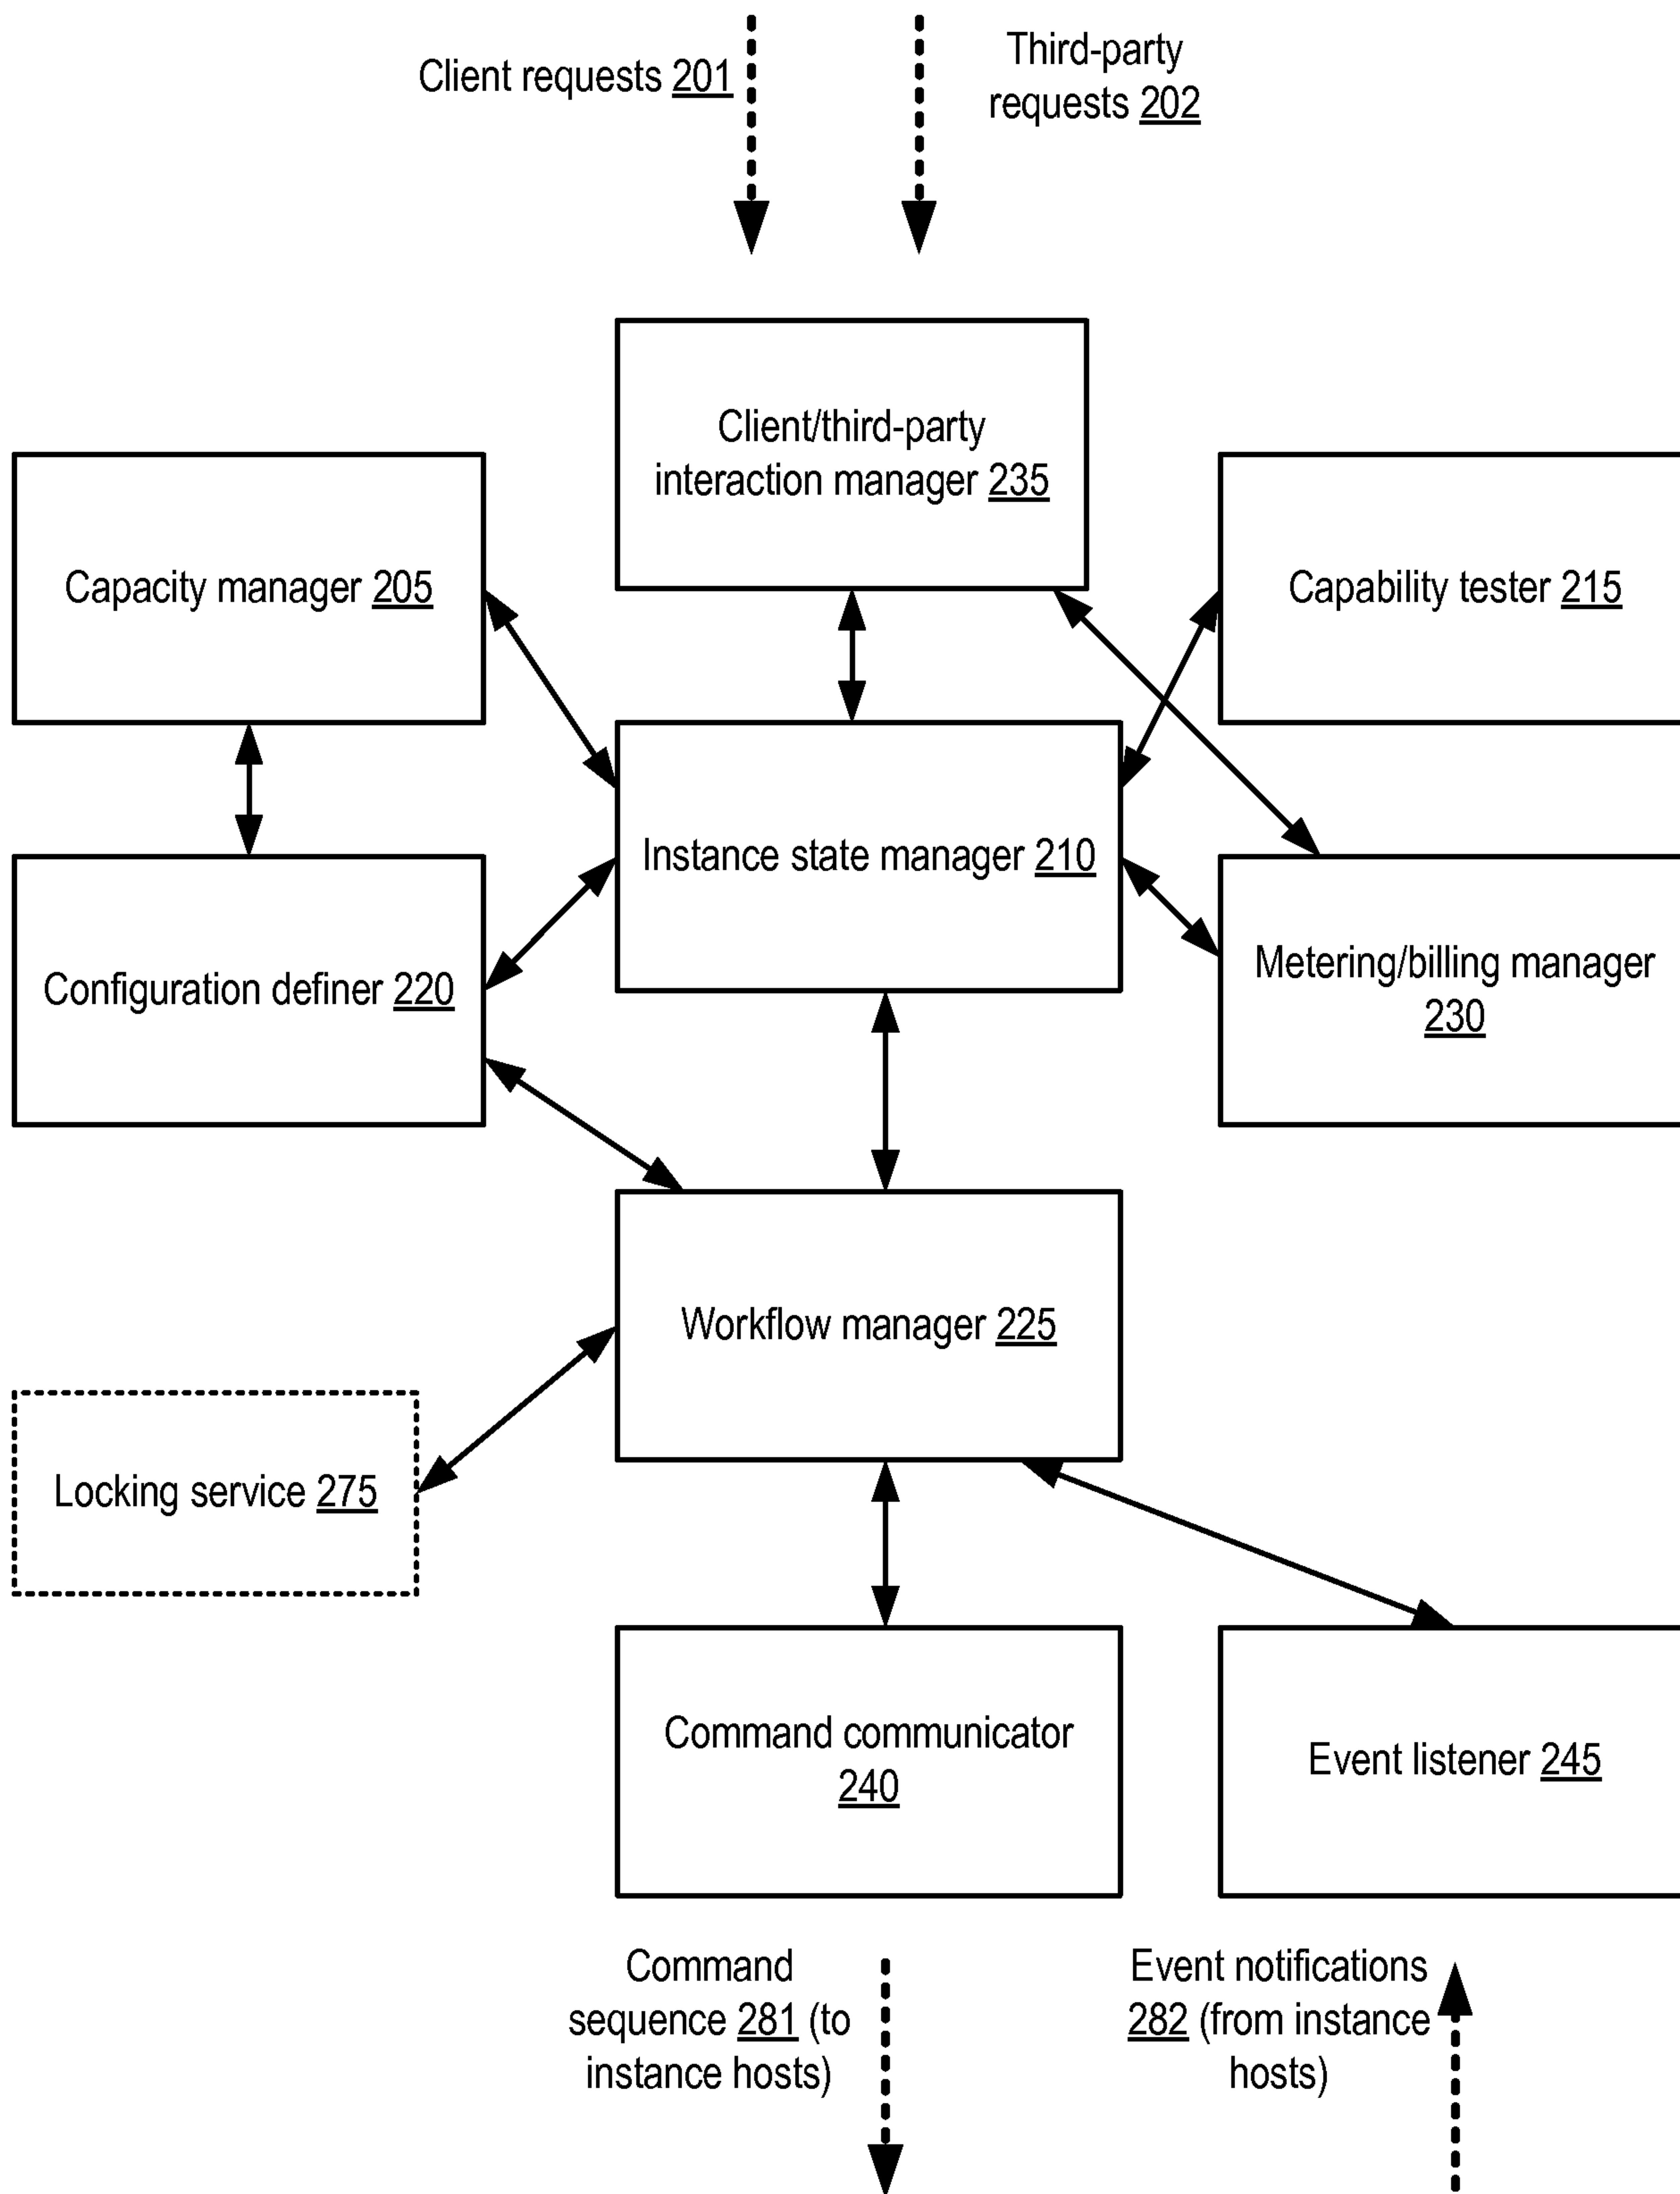 Client requests 201
Third-party
requests 202
Client/third-party
interaction manager 235
Capacity manager 205
Capability tester 215
Instance state manager 210
Configuration definer 220
Metering/billing manager
230
Workflow manager 225
Locking service 275
Command communicator
240
Event listener 245
Command
sequence 281 (to
instance hosts)
Event notifications
282 (from instance
hosts)